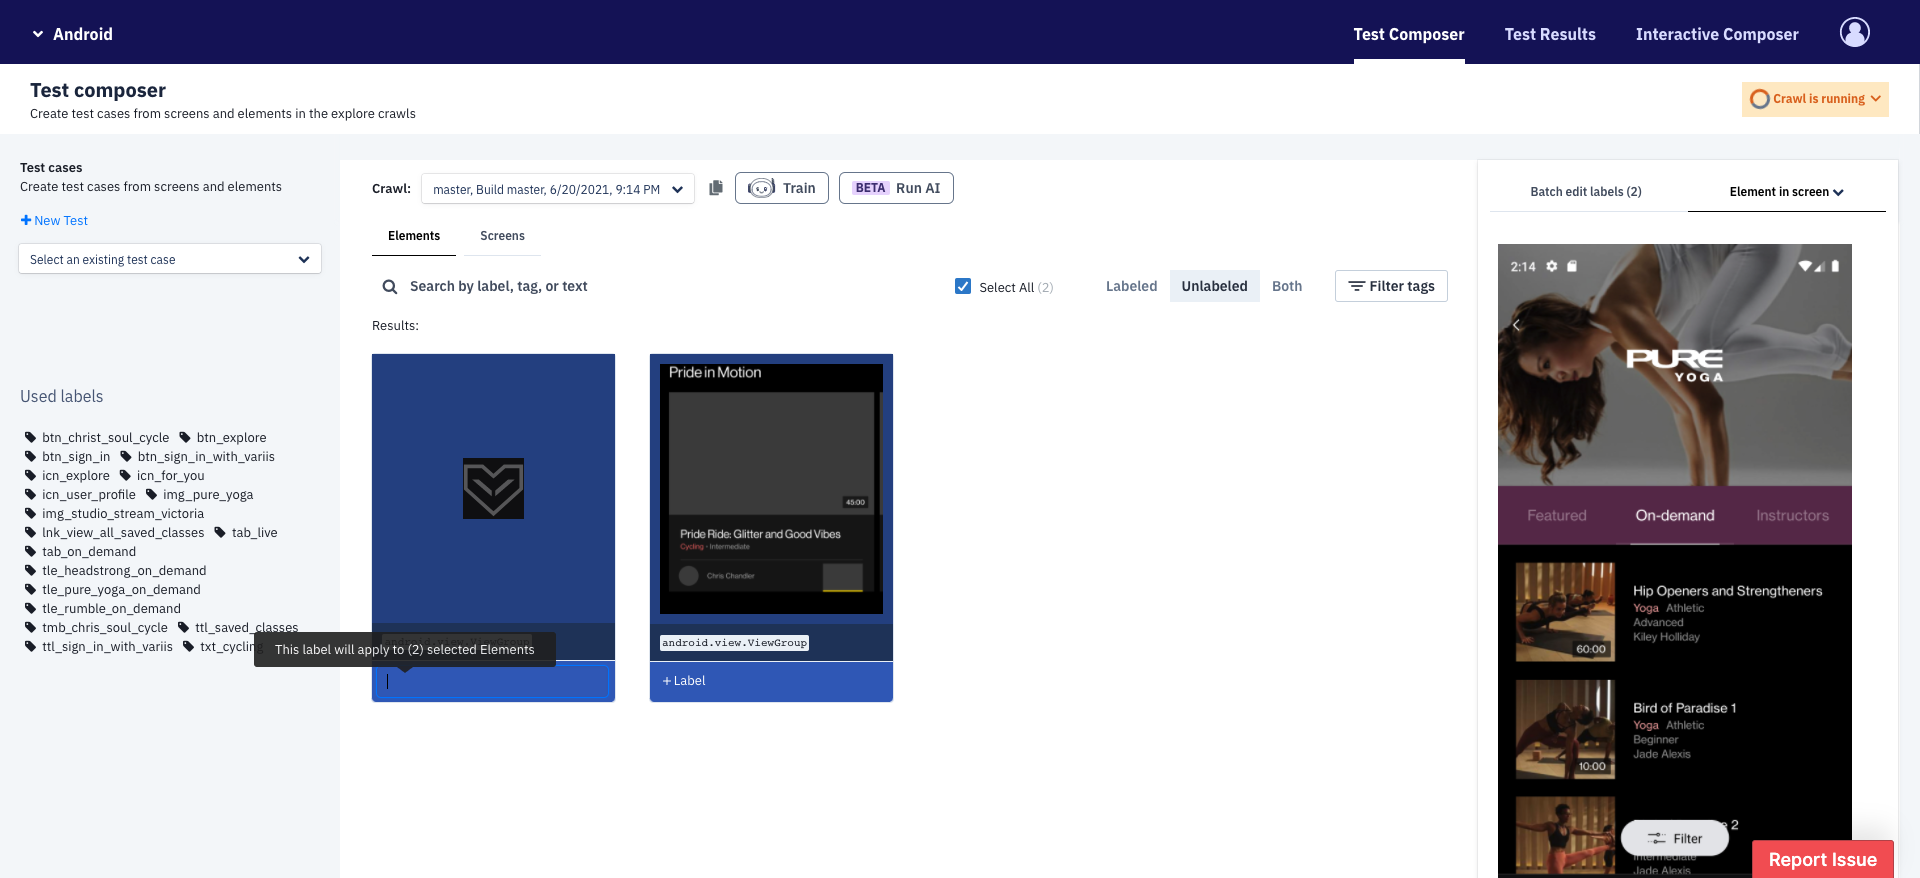 Android
Test Composer
Test Results
Interactive Composer
Test composer
Create test cases from screens and elements in the explore crawls
Crawl is running
Test cases
Create test cases from screens and elements
New Test
Select an existing test case
Used labels
btn_christ_soul_cycle btn_explore
btn_sign_in btn_sign_in_with_variis
icn_explore icn_for_you
icn_user_profile img_pure_yoga
img_studio_stream_victoria
lnk_view_all_saved_classes tab_live
tab_on_demand
tle_headstrong_on_demand
tle_pure_yoga_on_demand
tle_rumble_on_demand
tmb_chris_soul_cycle ttl_saved_classes
ttl_sign_in_with_variis txt_cycling
Crawl: master, Build master, 6/20/2021, 9:14 PM
Train
BETA Run AI
Elements
Screens
Search by label, tag, or text
Select All (2)
Labeled
Unlabeled
Both
Filter tags
Results:
android.view.ViewGroup
This label will apply to (2) selected Elements
Pride in Motion
45:00
Pride Ride: Glitter and Good Vibes
Cycling - Intermediate
Chris Chandler
android.view.ViewGroup
+ Label
Batch edit labels (2)
Element in screen
2:14
PURE
YOGA
Featured
On-demand
Instructors
Hip Openers and Strengtheners
Yoga Athletic
Advanced
Kiley Holliday
60:00
Bird of Paradise 1
Yoga Athletic
Beginner
Jade Alexis
10:00
e 2
Filter
Intermediate
Jade Alexis
Report Issue